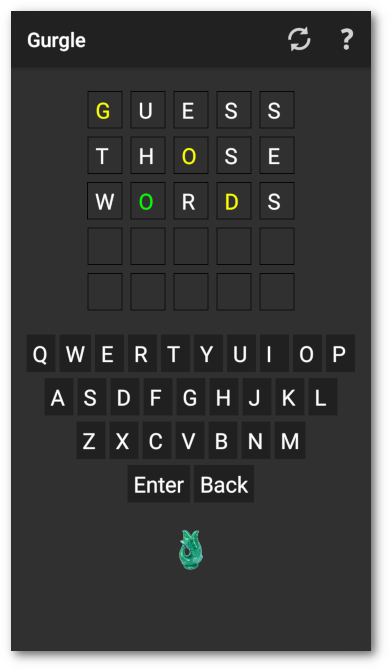 Gurgle ?
G U E S S
T H O S E
W O R D S
Q W E R T Y U I O P
A S D F G H J K L
Z X C V B N M
Enter Back